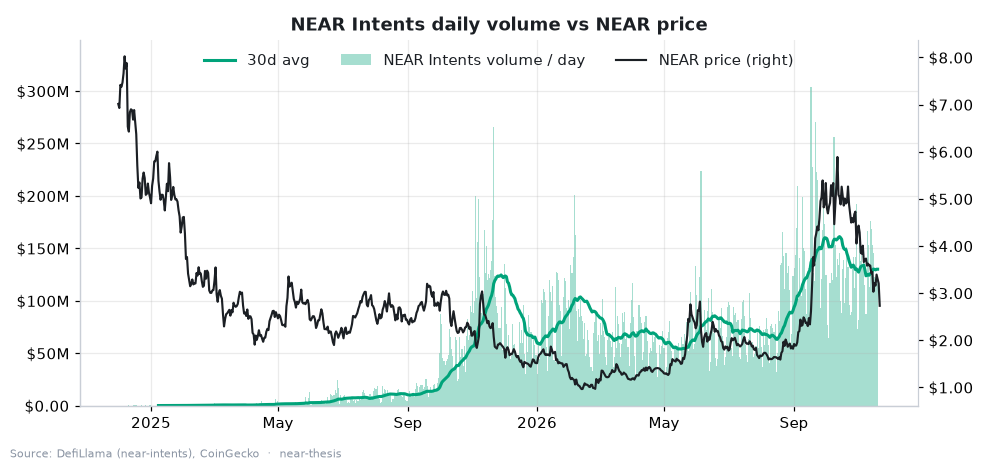 NEAR Intents daily volume vs NEAR price
30d avg
NEAR Intents volume / day
NEAR price (right)
$300M
$250M
$200M
$150M
$100M
$50M
$0.00
$8.00
$7.00
$6.00
$5.00
$4.00
$3.00
$2.00
$1.00
2025
May
Sep
2026
May
Sep
Source: DefiLlama (near-intents), CoinGecko · near-thesis